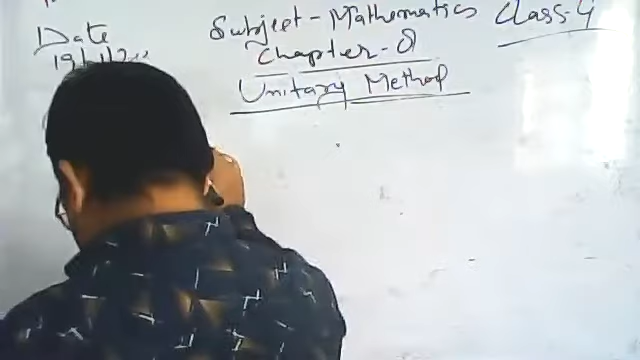 Subject - Mathematics Class-4
Date
Chapter - 8
Unitary Method